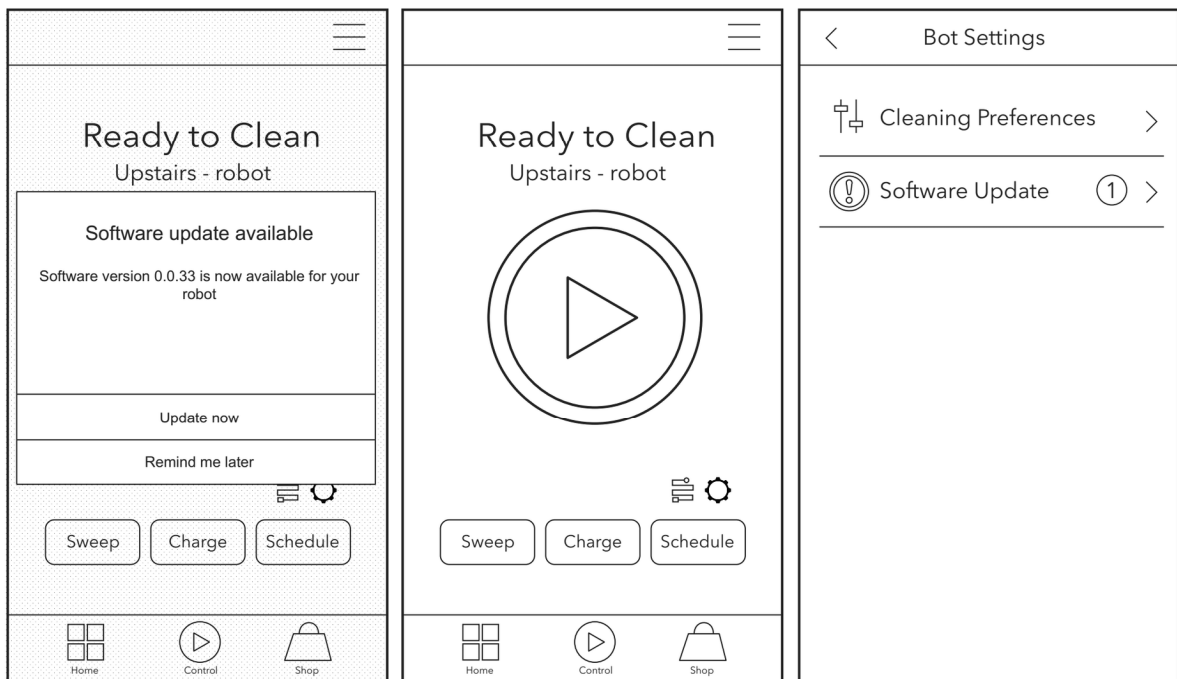 Ready to Clean
Upstairs - robot
Software update available
Software version 0.0.33 is now available for your
robot
Update now
Remind me later
Sweep Charge Schedule
Home Control Shop
Ready to Clean
Upstairs - robot
Sweep Charge Schedule
Home Control Shop
Bot Settings
Cleaning Preferences
Software Update 1